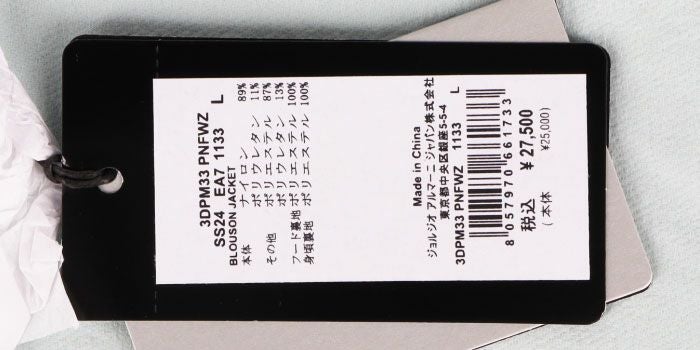 3DPM33 PNFWZ
SS24 EA7 1133 L
BLOUSON JACKET
本体 ナイロン 89%
ポリウレタン 11%
その他 ポリエステル 87%
ポリウレタン 13%
フード裏地 ポリエステル 100%
身頃裏地 ポリエステル 100%
Made in China
ジョルジオ アルマーニ ジャパン株式会社
東京都中央区銀座5-5-4
3DPM33 PNFWZ 1133 L
8 057970 661733
税込 ¥ 27,500
(本体 ¥25,000)